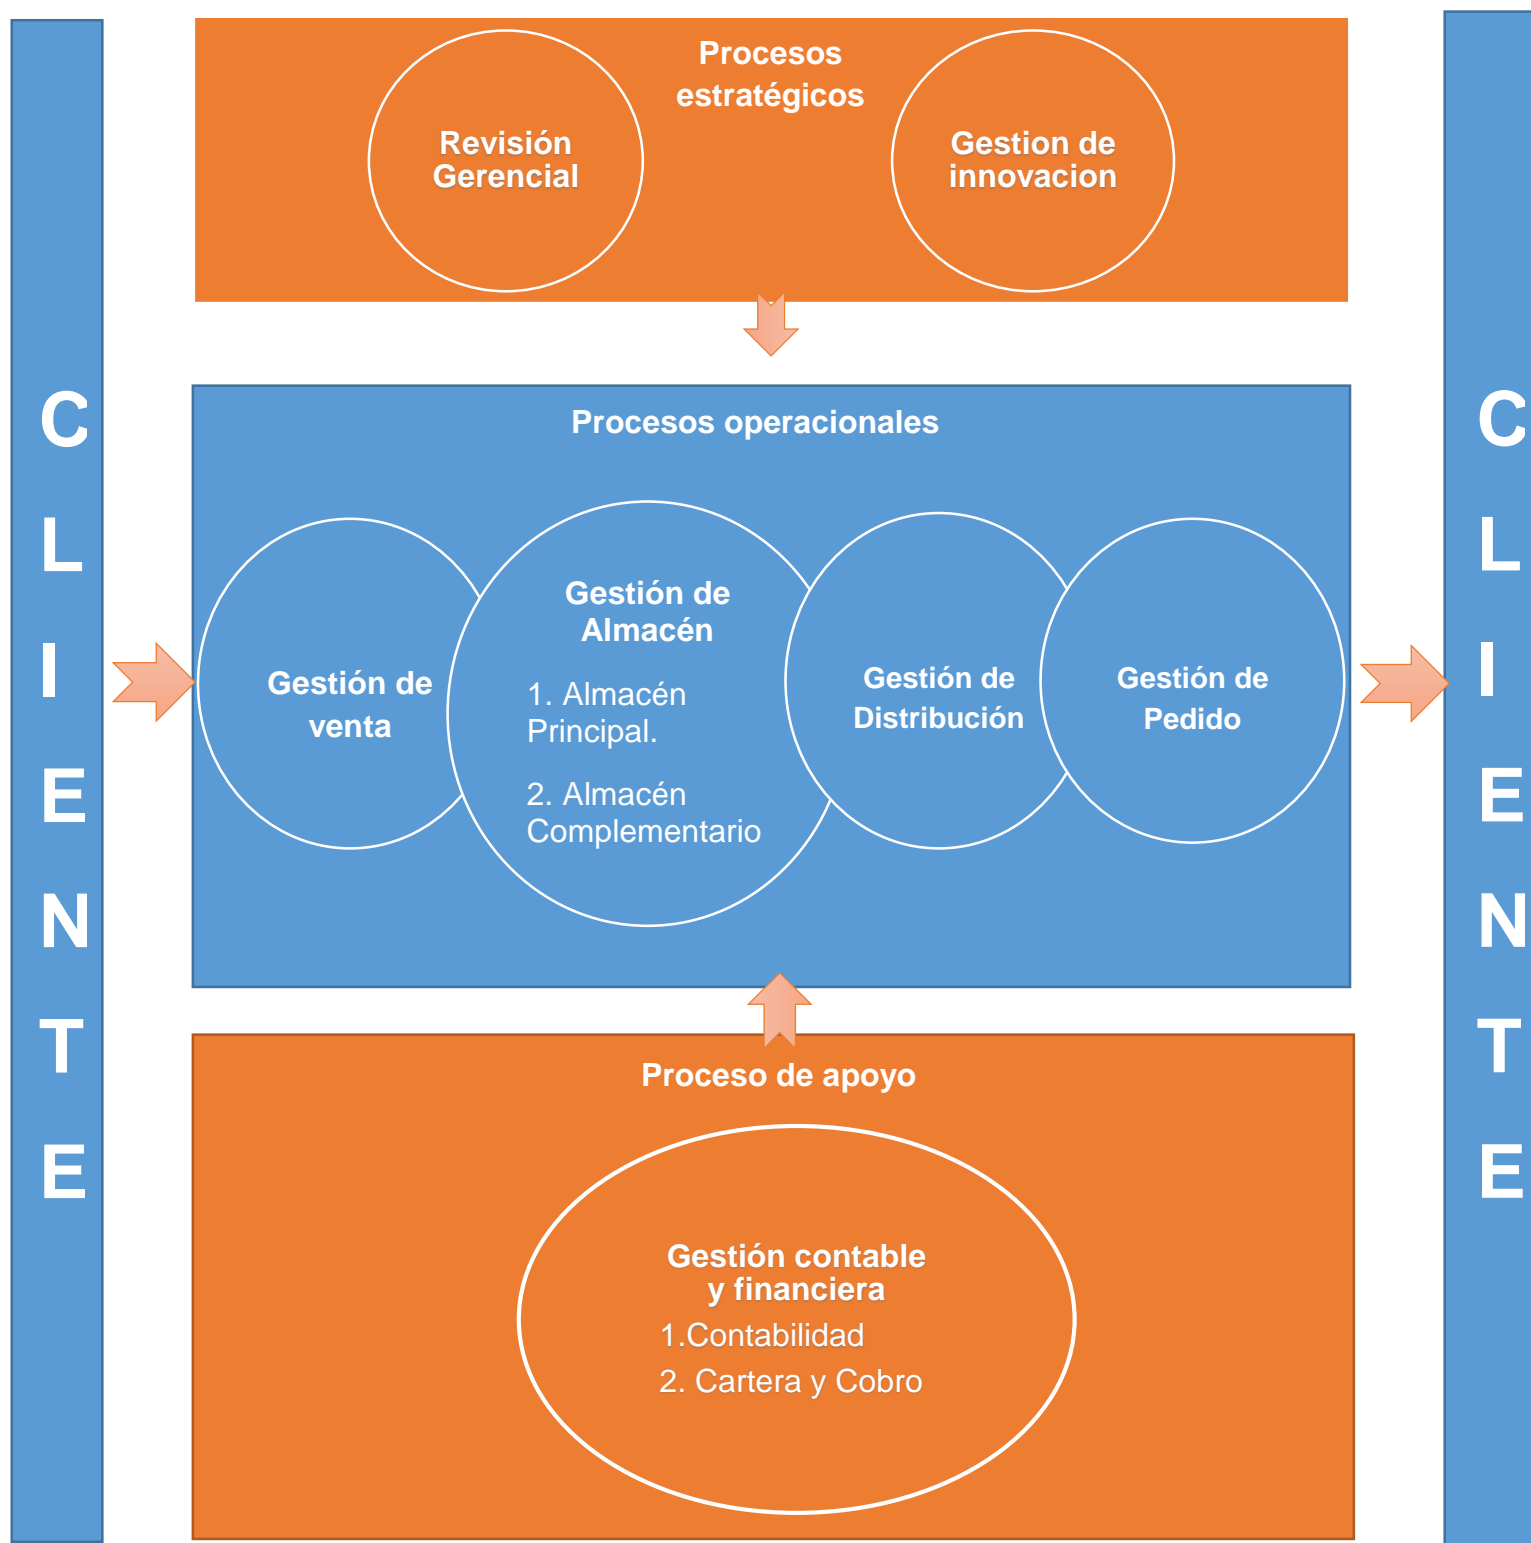 C
L
I
E
N
T
E
Procesos
estratégicos
Revisión
Gerencial
Gestion de
innovacion
Procesos operacionales
Gestión de
venta
Gestión de
Almacén
1. Almacén
Principal.
2. Almacén
Complementario
Gestión de
Distribución
Gestión de
Pedido
Proceso de apoyo
Gestión contable
y financiera
1.Contabilidad
2. Cartera y Cobro
C
L
I
E
N
T
E